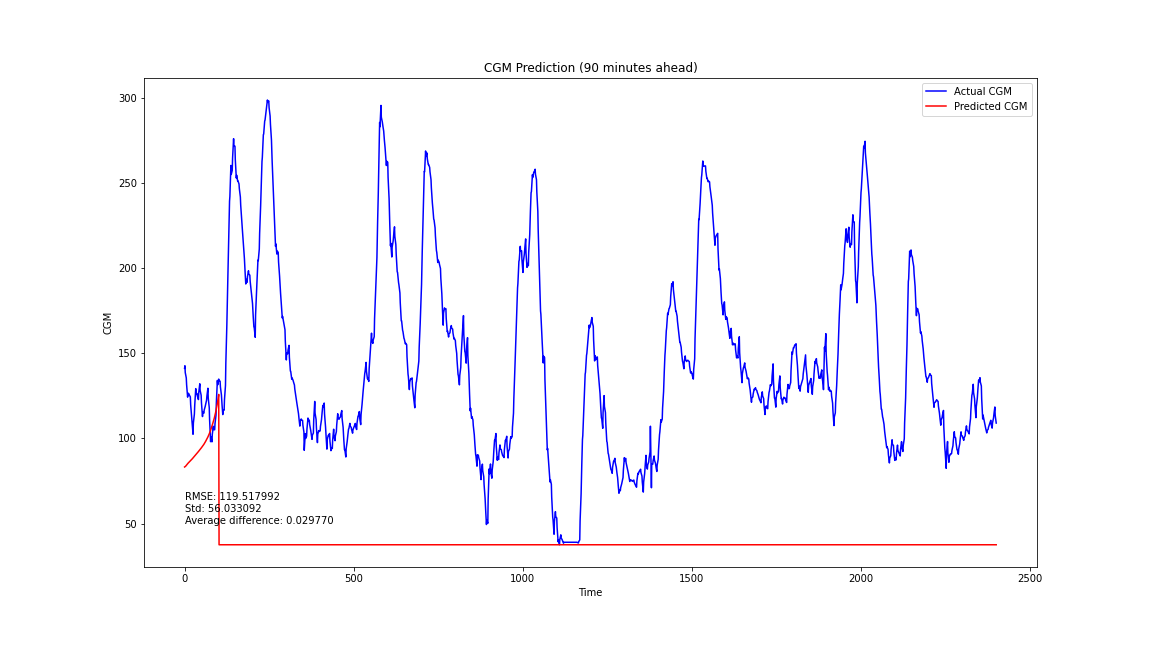 CGM Prediction (90 minutes ahead)
Actual CGM
Predicted CGM
300
250
200
150
100
50
CGM
RMSE: 119.517992
Std: 56.033092
Average difference: 0.029770
0
500
1000
1500
2000
2500
Time